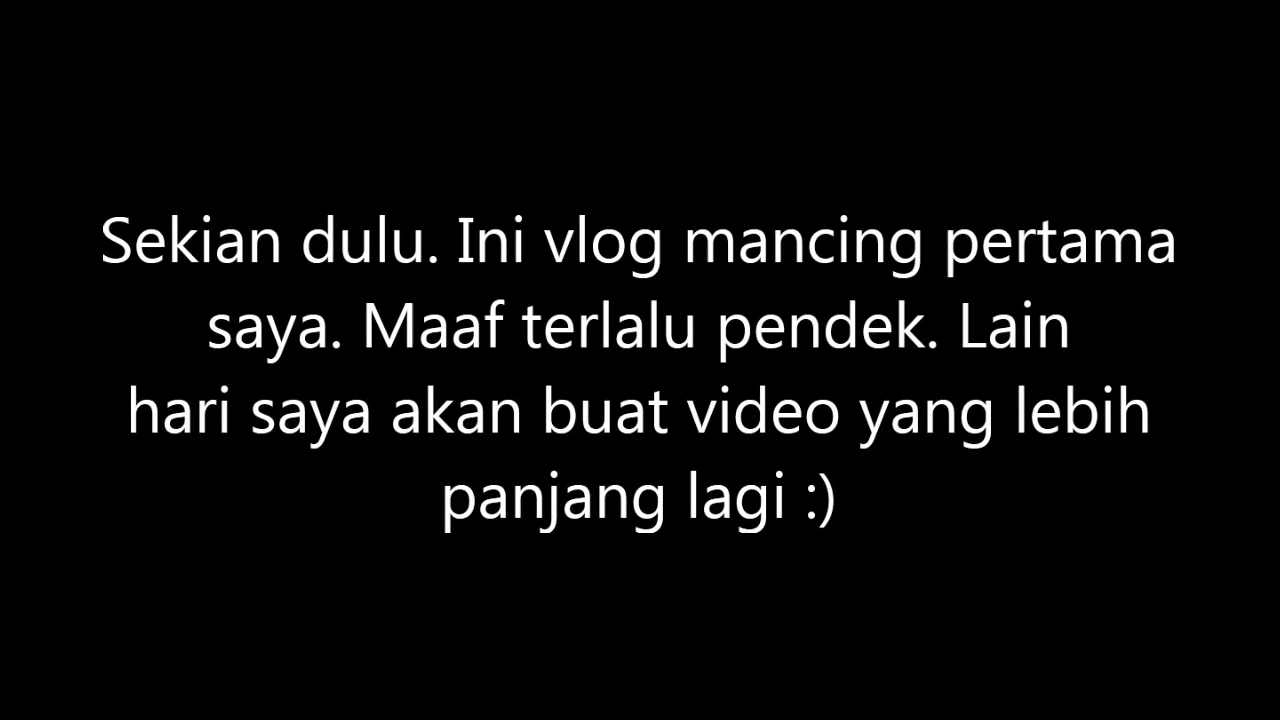 Sekian dulu. Ini vlog mancing pertama
saya. Maaf terlalu pendek. Lain
hari saya akan buat video yang lebih
panjang lagi :)